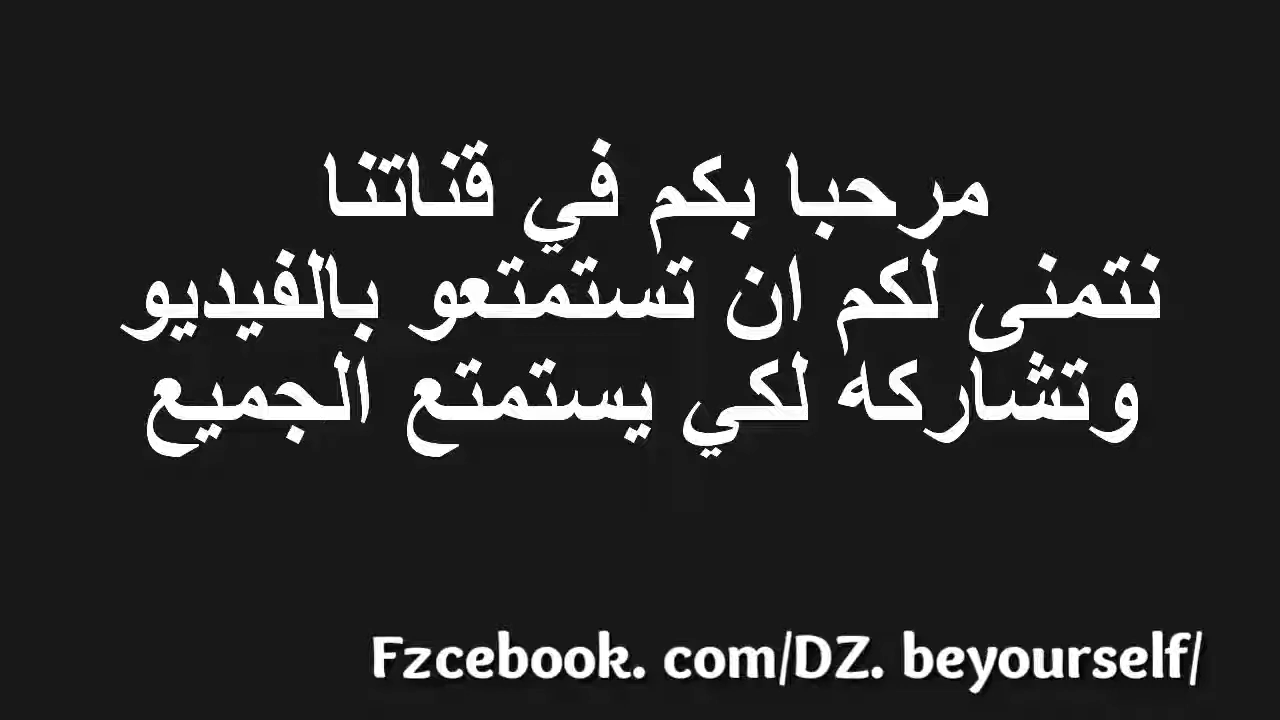 مرحبا بكم في قناتنا
نتمنى لكم ان تستمتعو بالفيديو
وتشاركه لكي يستمتع الجميع
Fzcebook. com/DZ. beyourself/